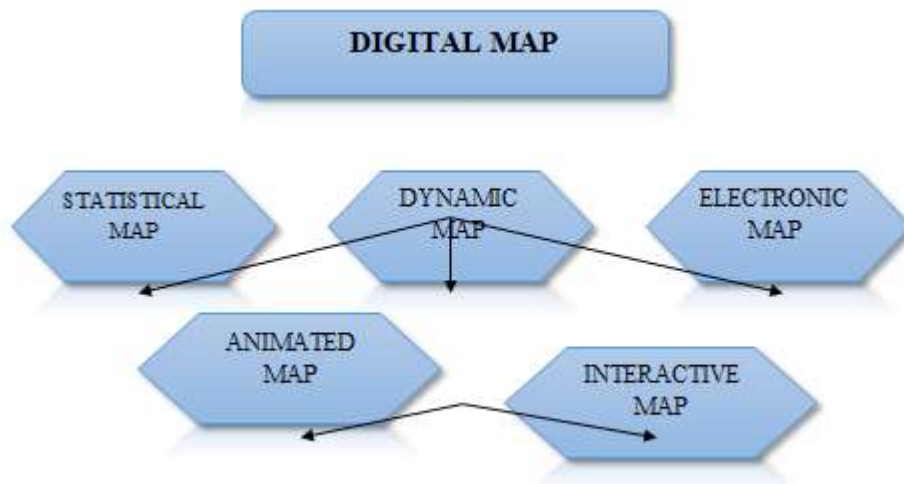 DIGITAL MAP
STATISTICAL
MAP
DYNAMIC
MAP
ELECTRONIC
MAP
ANIMATED
MAP
INTERACTIVE
MAP